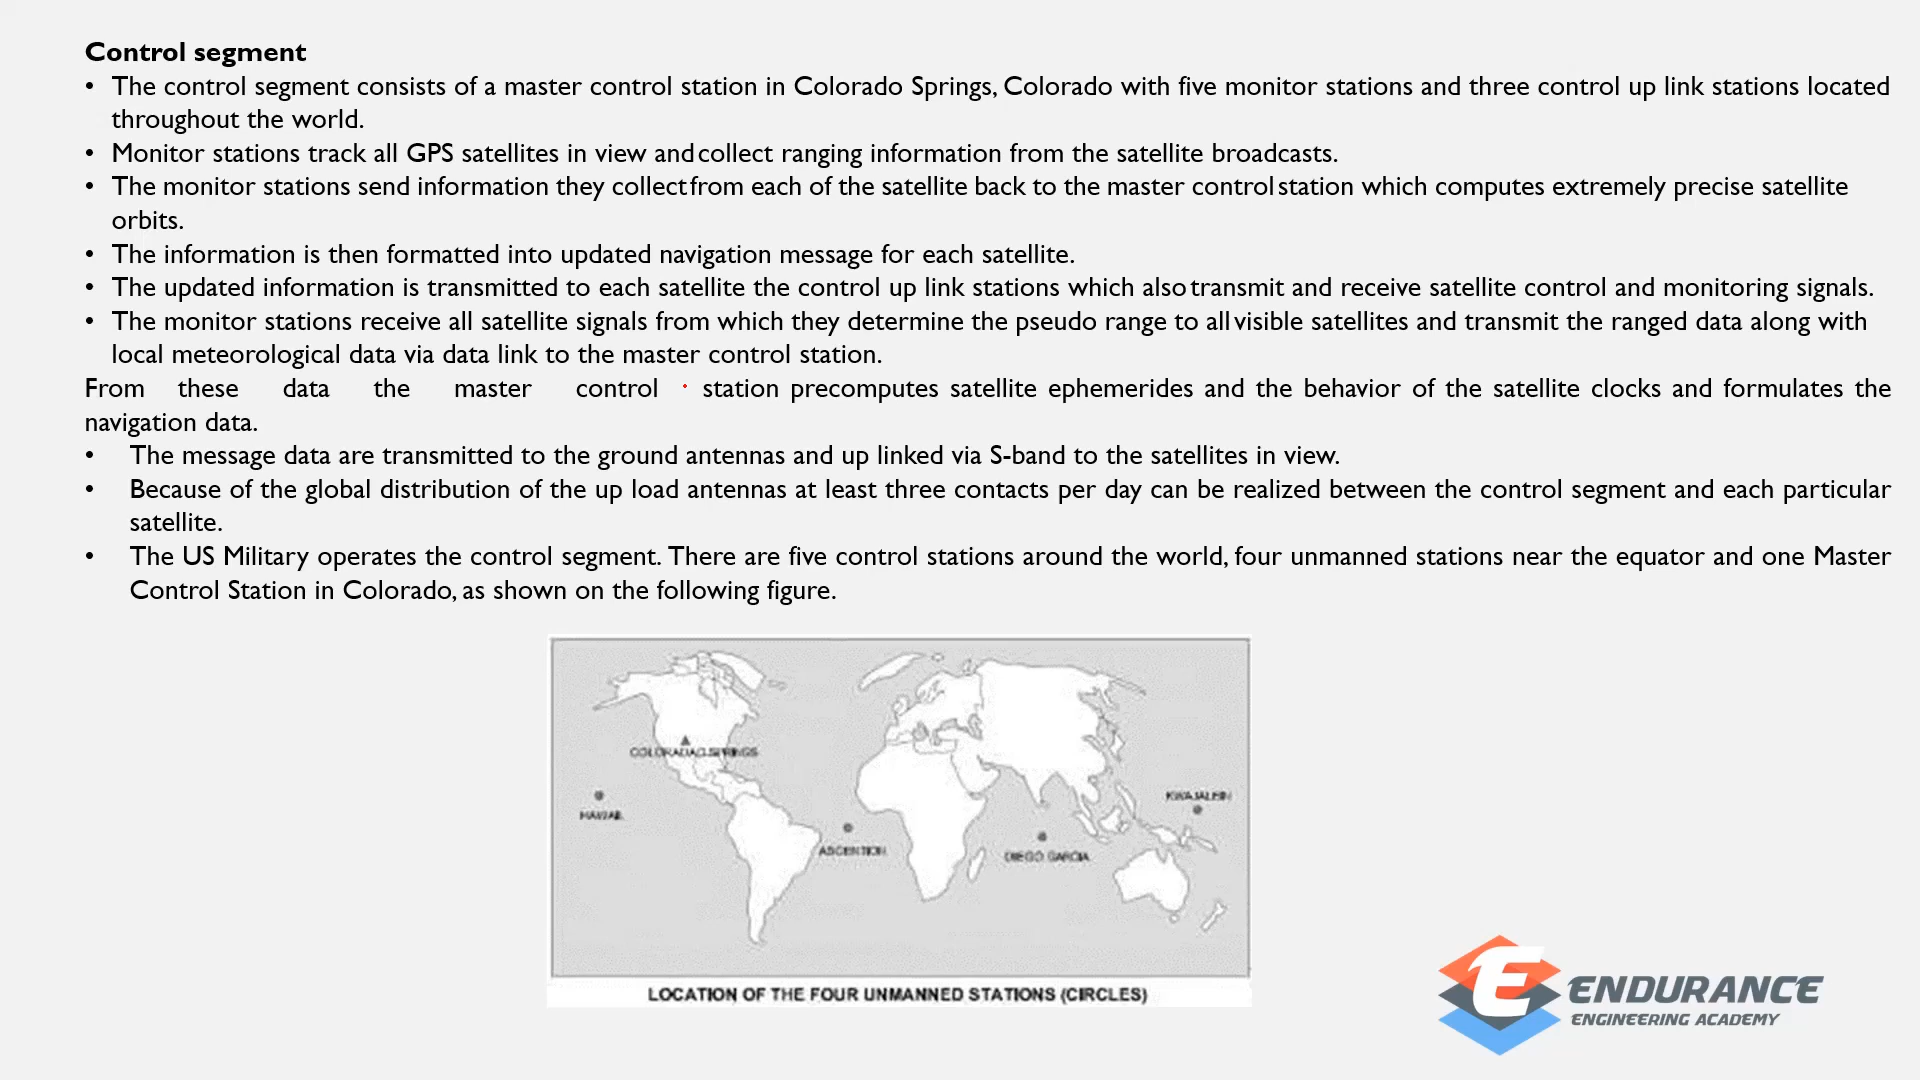 Control segment
• The control segment consists of a master control station in Colorado Springs, Colorado with five monitor stations and three control up link stations located
throughout the world.
• Monitor stations track all GPS satellites in view and collect ranging information from the satellite broadcasts.
• The monitor stations send information they collect from each of the satellite back to the master control station which computes extremely precise satellite
orbits.
• The information is then formatted into updated navigation message for each satellite.
• The updated information is transmitted to each satellite the control up link stations which also transmit and receive satellite control and monitoring signals.
• The monitor stations receive all satellite signals from which they determine the pseudo range to all visible satellites and transmit the ranged data along with
local meteorological data via data link to the master control station.
From these data the master control station precomputes satellite ephemerides and the behavior of the satellite clocks and formulates the
navigation data.
• The message data are transmitted to the ground antennas and up linked via S-band to the satellites in view.
• Because of the global distribution of the up load antennas at least three contacts per day can be realized between the control segment and each particular
satellite.
• The US Military operates the control segment. There are five control stations around the world, four unmanned stations near the equator and one Master
Control Station in Colorado, as shown on the following figure.
COLORADO SPRINGS
KWAJALEIN
HAWAII
ASCENTION
DIEGO GARCIA
LOCATION OF THE FOUR UNMANNED STATIONS (CIRCLES)
E ENDURANCE
ENGINEERING ACADEMY